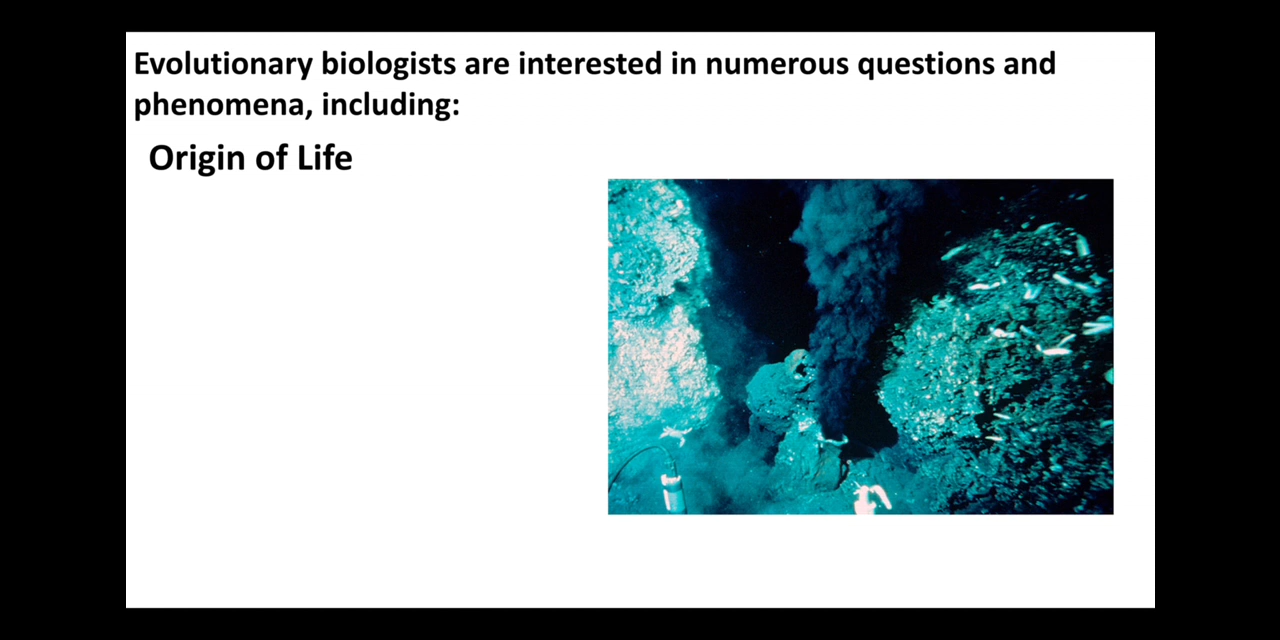 Evolutionary biologists are interested in numerous questions and
phenomena, including:
Origin of Life